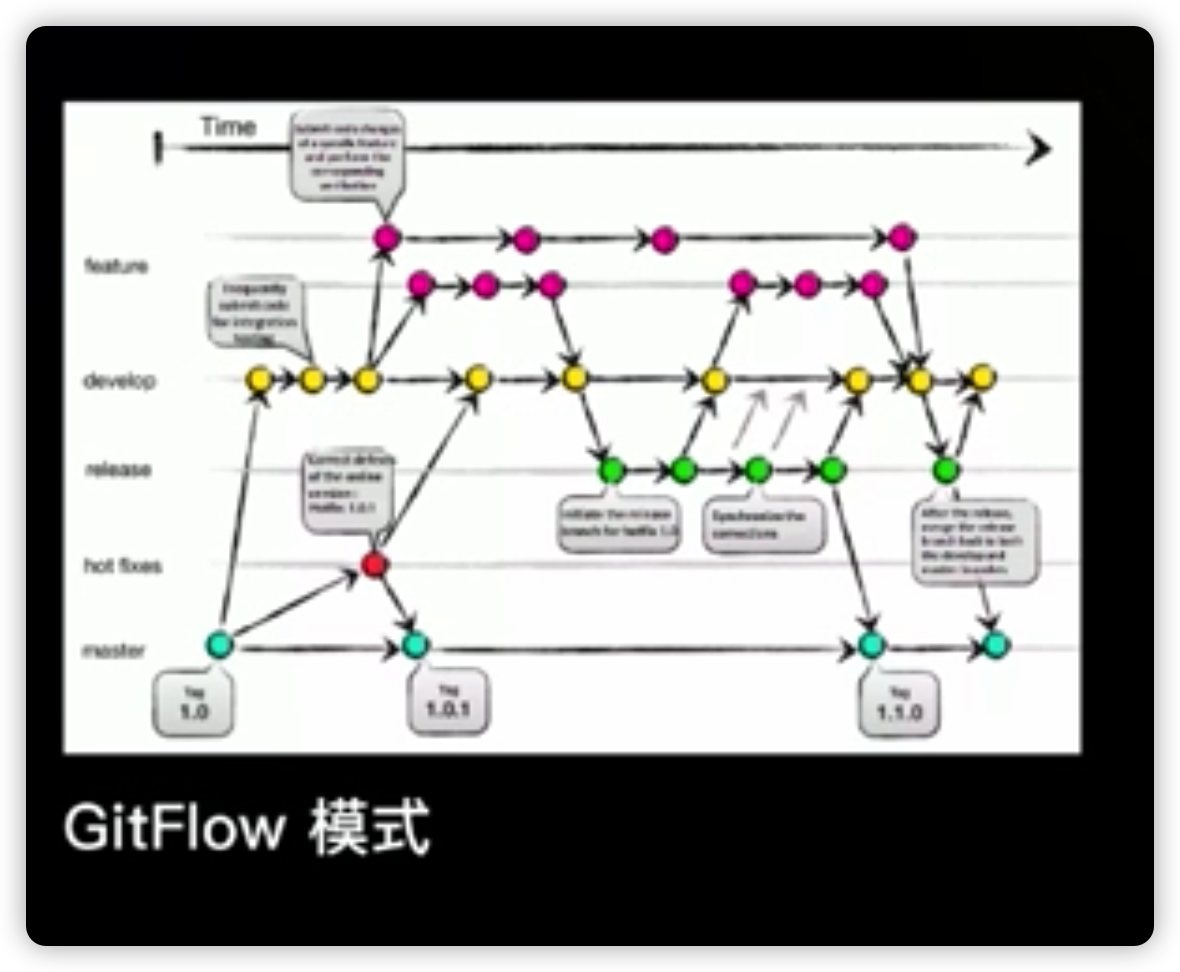 Time
Submit code changes
of a specific feature
and perform the
corresponding
verification
feature
Frequently
submit code
for integration
testing
develop
release
Correct defects
of the online
version:
Hotfix 1.0.1
Initiate the release
branch for hotfix 1.0
Synchronize the
corrections
After the release,
merge the release
branch back to both
the develop and
master branches
hot fixes
master
Tag
1.0
Tag
1.0.1
Tag
1.1.0
GitFlow 模式